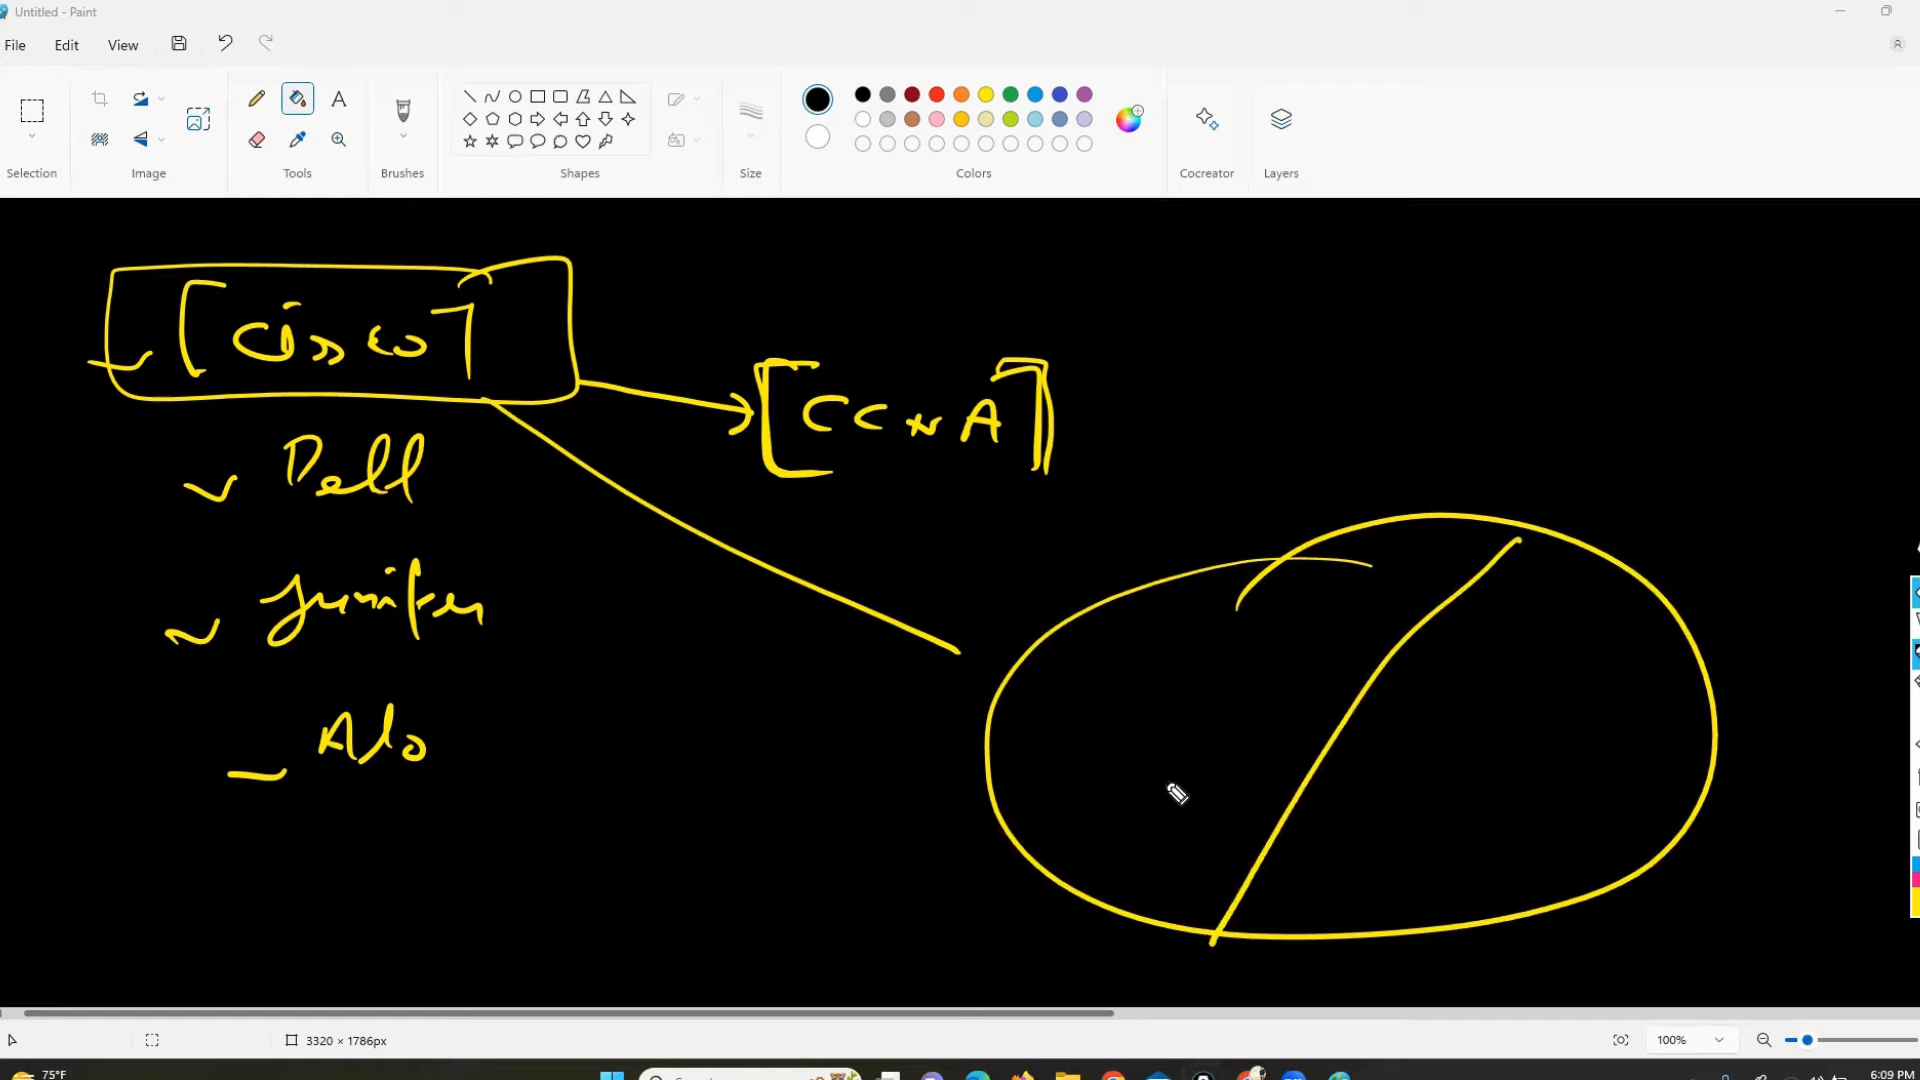 Untitled - Paint
File Edit View
Selection Image Tools Brushes Shapes Size Colors Cocreator Layers
[Cisco]
[CCNA]
Dell
Juniper
Alo
3320 × 1786px
100%
75°F
6:09 PM